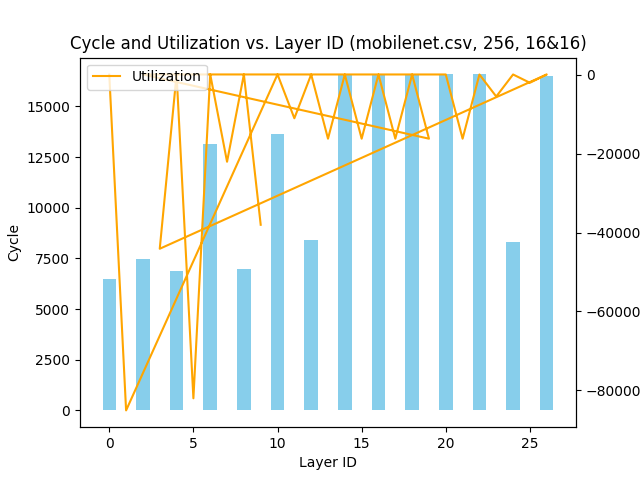 Cycle and Utilization vs. Layer ID (mobilenet.csv, 256, 16&16)
Utilization
Cycle
15000
12500
10000
7500
5000
2500
0
0
−20000
−40000
−60000
−80000
0 5 10 15 20 25
Layer ID